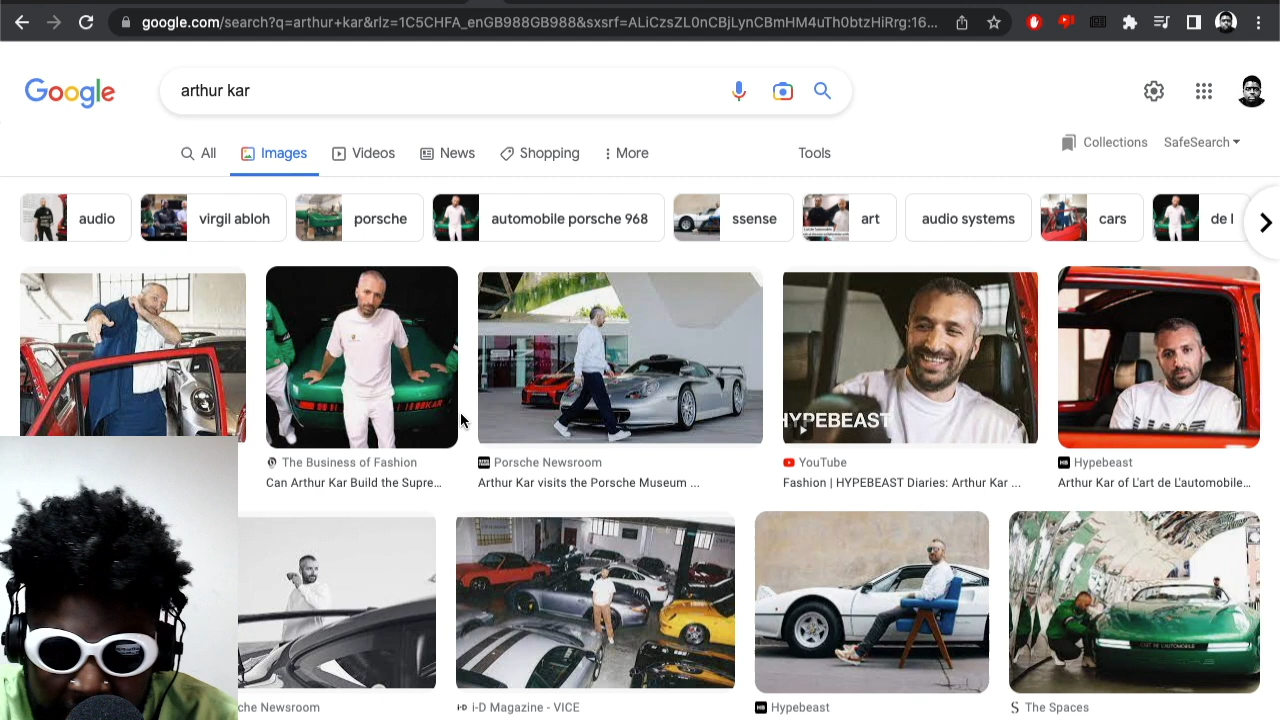 google.com/search?q=arthur+kar&rlz=1C5CHFA_enGB988GB988&sxsrf=ALiCzsZL0nCBjLynCBmHM4uTh0btzHiRrg:16...
Google
arthur kar
All
Images
Videos
News
Shopping
More
Tools
Collections
SafeSearch
audio
virgil abloh
porsche
automobile porsche 968
ssense
art
audio systems
cars
de l
HYPEBEAST
The Business of Fashion
Porsche Newsroom
YouTube
Hypebeast
Can Arthur Kar Build the Supre...
Arthur Kar visits the Porsche Museum ...
Fashion | HYPEBEAST Diaries: Arthur Kar ...
Arthur Kar of L'art de L'automobile...
che Newsroom
i-D Magazine - VICE
Hypebeast
The Spaces